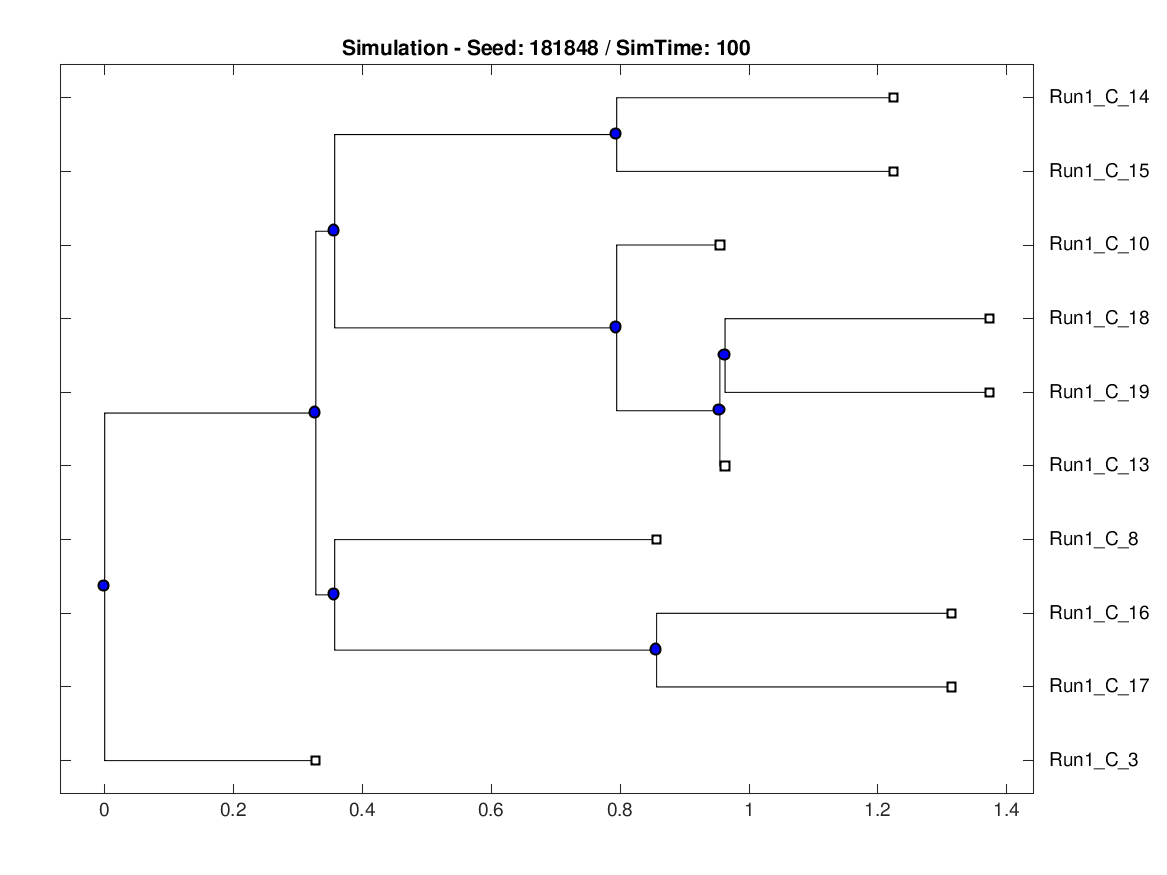 Simulation - Seed: 181848 / SimTime: 100
Run1_C_14
Run1_C_15
Run1_C_10
Run1_C_18
Run1_C_19
Run1_C_13
Run1_C_8
Run1_C_16
Run1_C_17
Run1_C_3
0 0.2 0.4 0.6 0.8 1 1.2 1.4